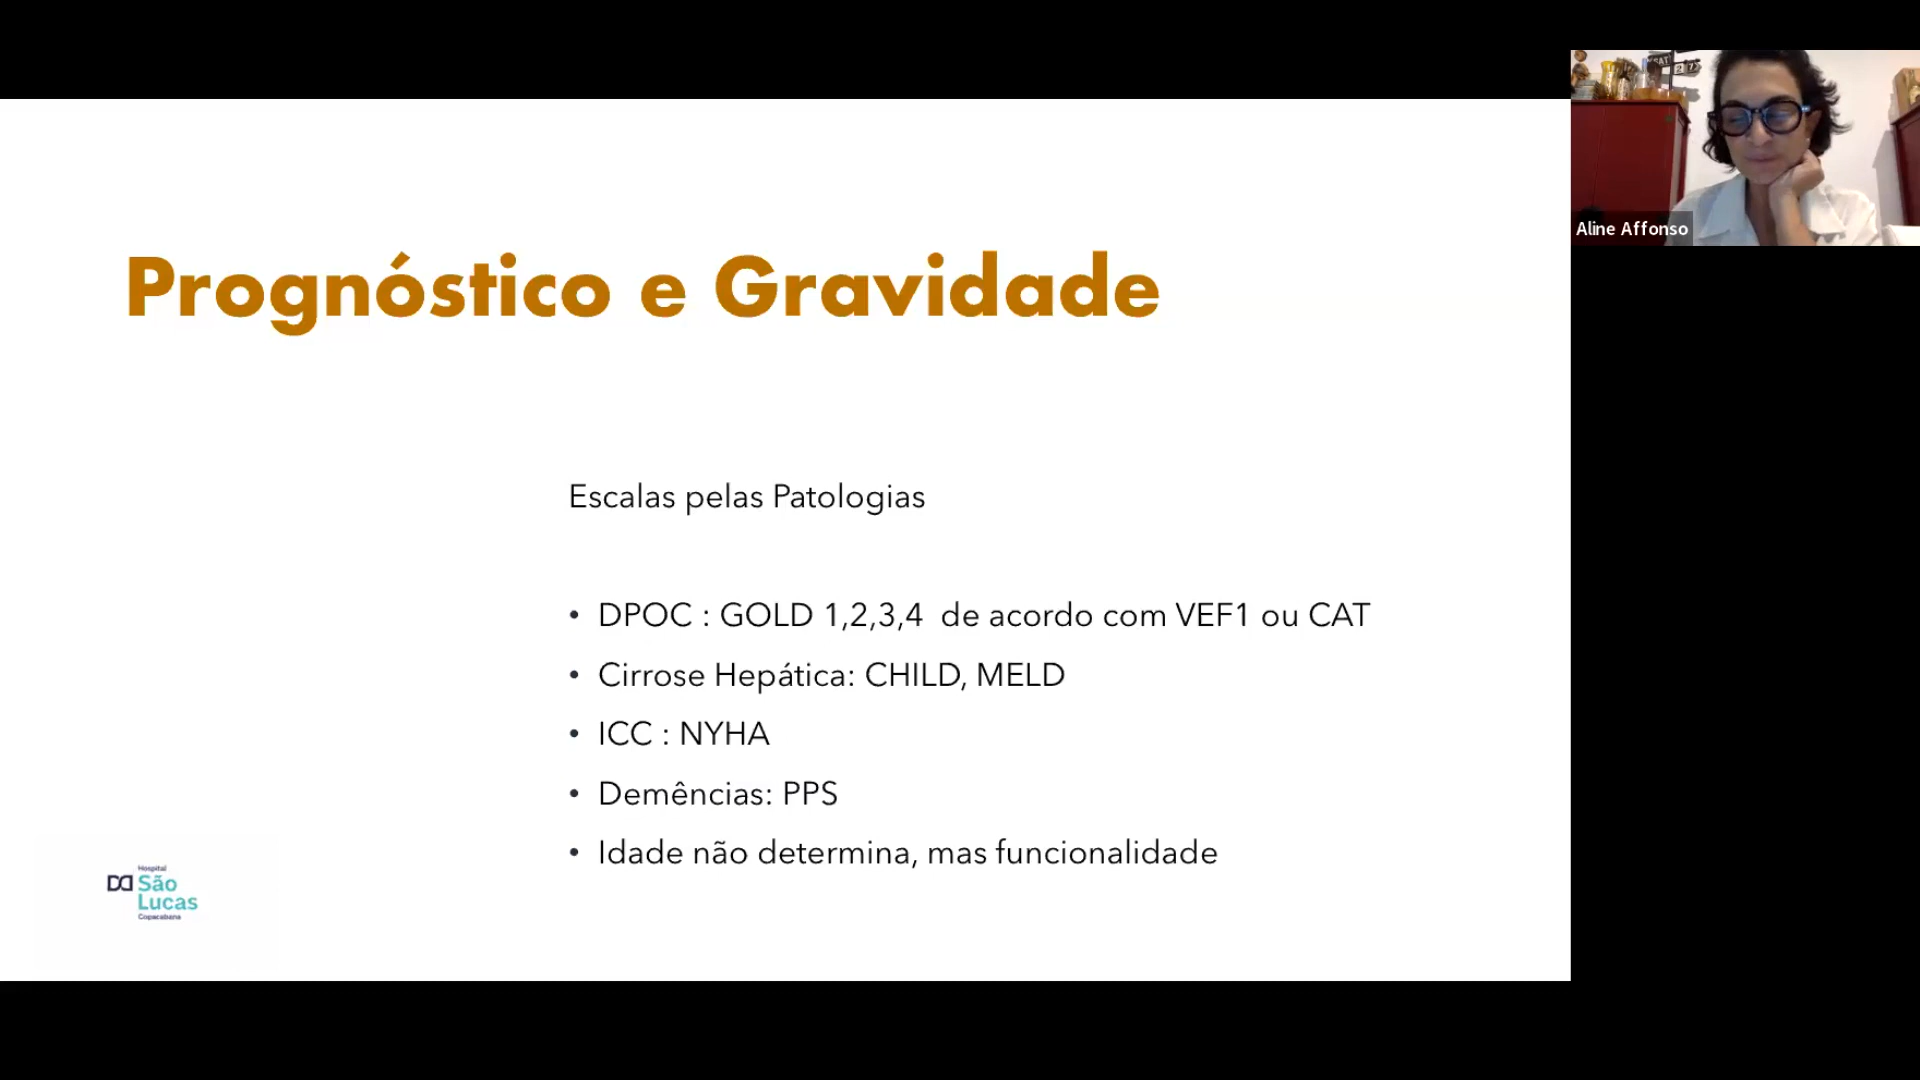 Prognóstico e Gravidade
Escalas pelas Patologias
• DPOC : GOLD 1,2,3,4 de acordo com VEF1 ou CAT
• Cirrose Hepática: CHILD, MELD
• ICC : NYHA
• Demências: PPS
• Idade não determina, mas funcionalidade
Hospital
São
Lucas
Copacabana
Aline Affonso